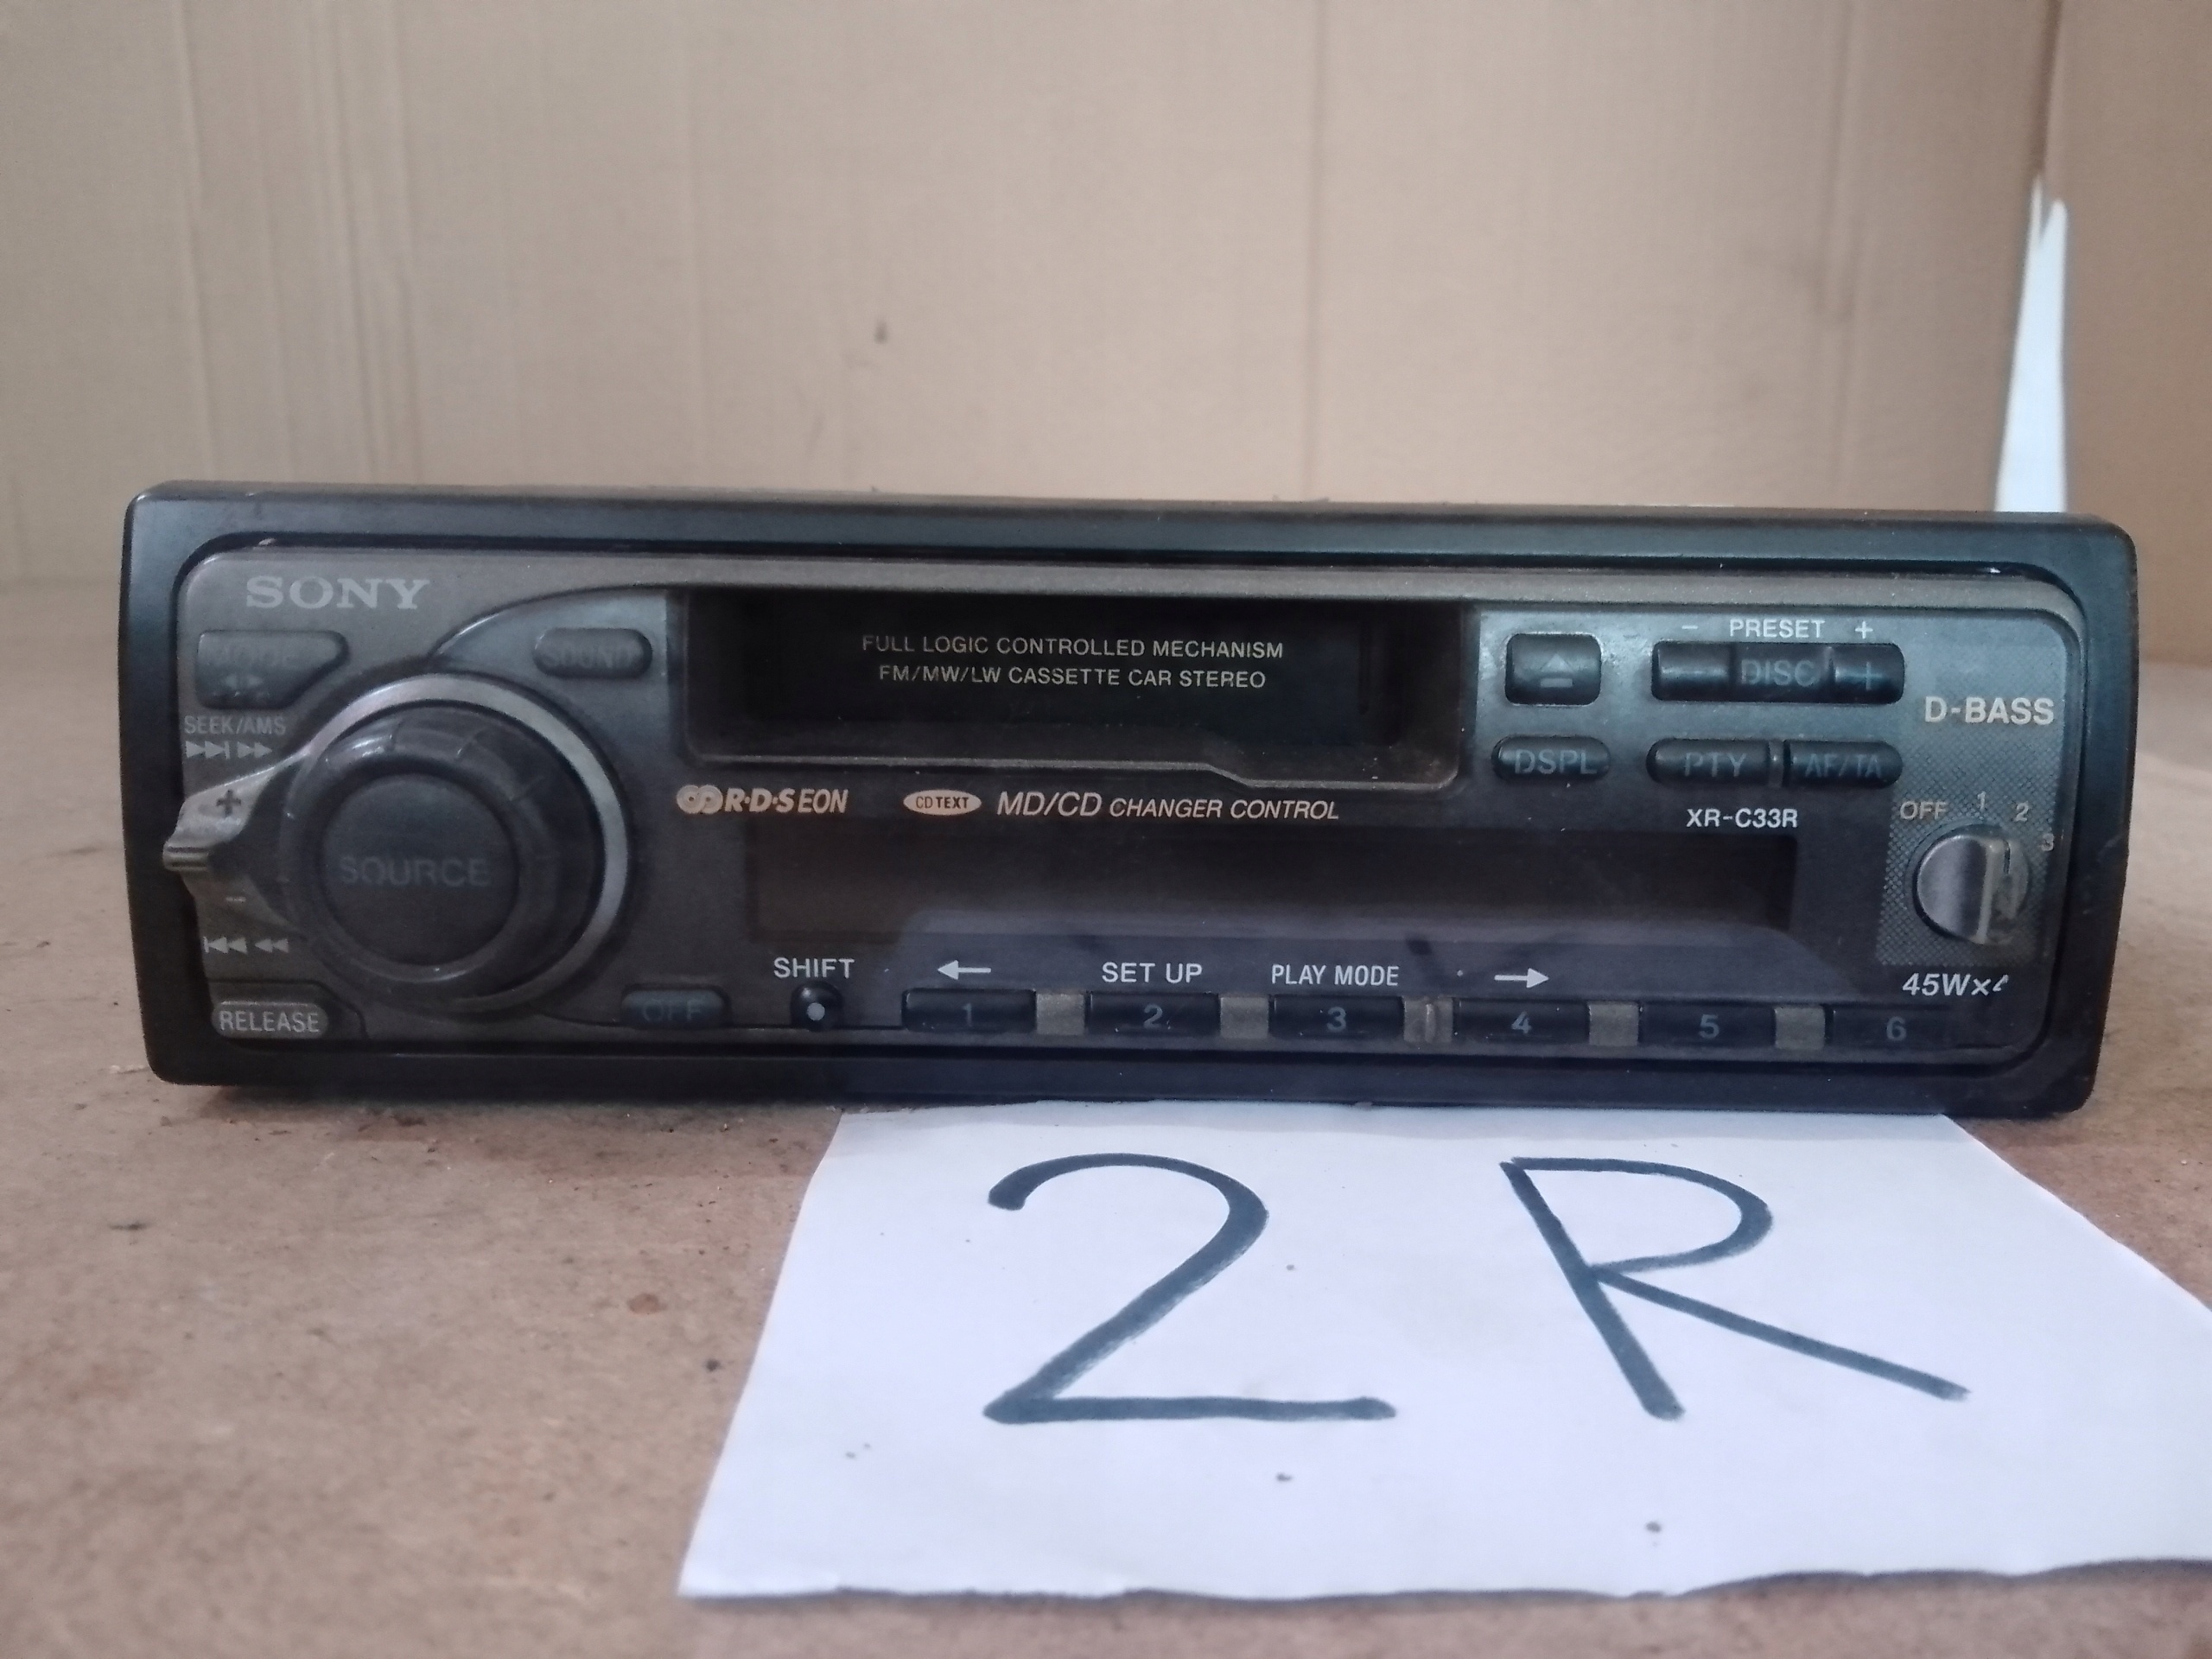 SONY
MODE
SOUND
FULL LOGIC CONTROLLED MECHANISM
FM/MW/LW CASSETTE CAR STEREO
- PRESET +
- DISC +
D-BASS
SEEK/AMS
DSPL
PTY
AF/TA
R·D·S EON
CD TEXT
MD/CD CHANGER CONTROL
XR-C33R
OFF 1 2 3
+
SOURCE
-
SHIFT
←
SET UP
PLAY MODE
→
45W×4
RELEASE
OFF
1 2 3 4 5 6
2 R